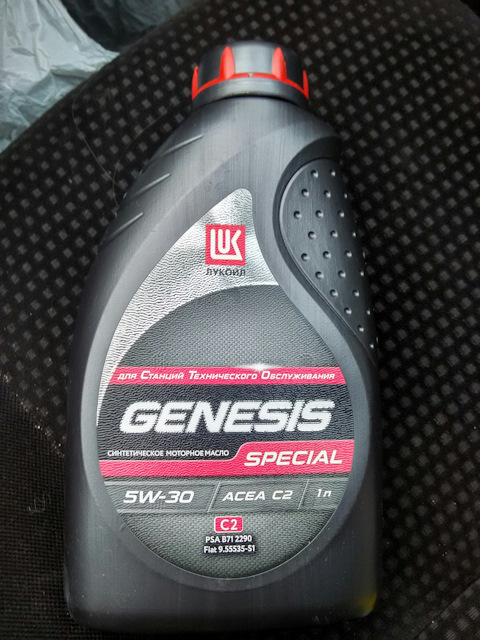 LUK
ЛУКОЙЛ
для Станций Технического Обслуживания
GENESIS
СИНТЕТИЧЕСКОЕ МОТОРНОЕ МАСЛО
SPECIAL
5W-30 ACEA C2 1л
C2
PSA B71 2290
Fiat 9.55535-S1